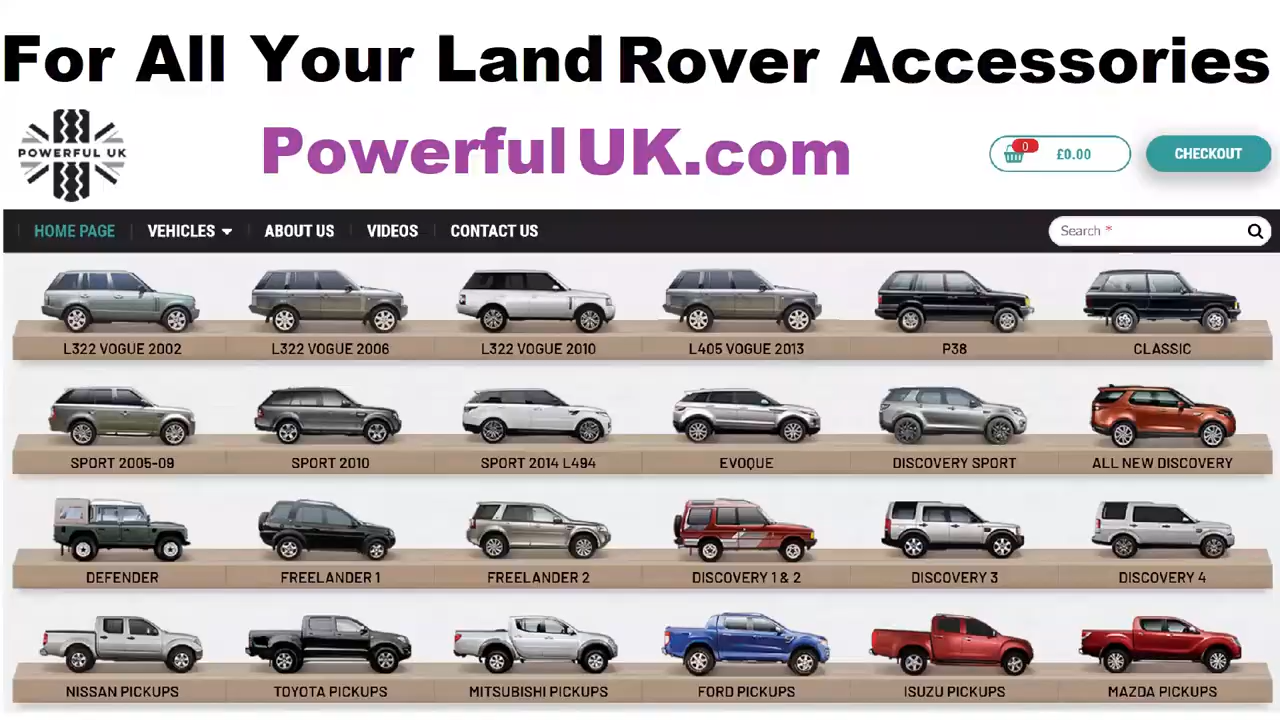 For All Your Land Rover Accessories
POWERFUL UK
PowerfulUK.com
0
£0.00
CHECKOUT
HOME PAGE
VEHICLES
ABOUT US
VIDEOS
CONTACT US
Search *
L322 VOGUE 2002
L322 VOGUE 2006
L322 VOGUE 2010
L405 VOGUE 2013
P38
CLASSIC
SPORT 2005-09
SPORT 2010
SPORT 2014 L494
EVOQUE
DISCOVERY SPORT
ALL NEW DISCOVERY
DEFENDER
FREELANDER 1
FREELANDER 2
DISCOVERY 1 & 2
DISCOVERY 3
DISCOVERY 4
NISSAN PICKUPS
TOYOTA PICKUPS
MITSUBISHI PICKUPS
FORD PICKUPS
ISUZU PICKUPS
MAZDA PICKUPS